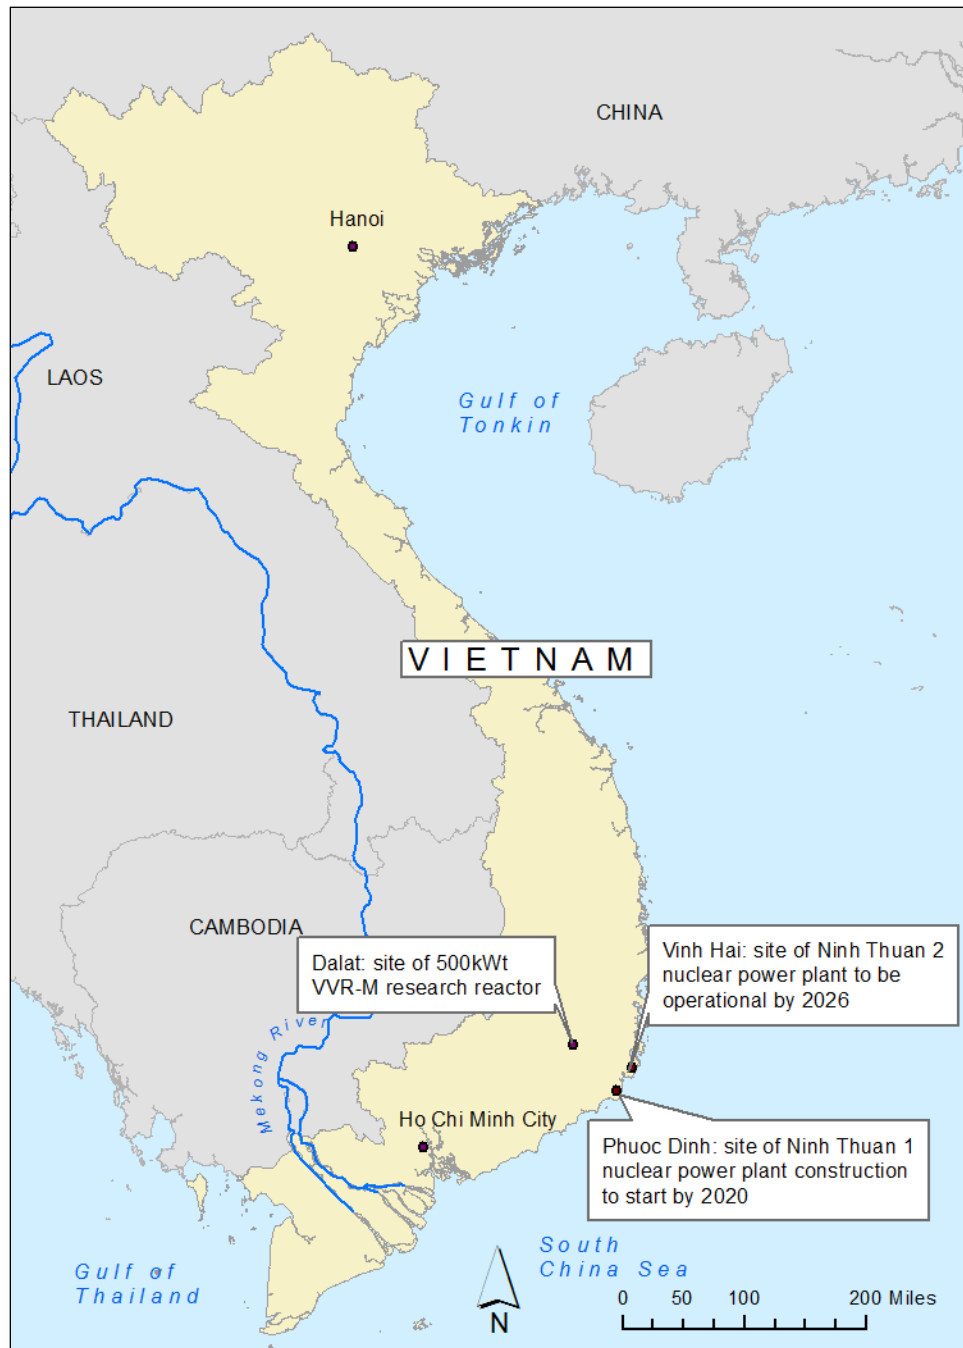 CHINA
Hanoi
LAOS
Gulf of
Tonkin
VIETNAM
THAILAND
CAMBODIA
Dalat: site of 500kWt
VVR-M research reactor
Vinh Hai: site of Ninh Thuan 2
nuclear power plant to be
operational by 2026
Mekong River
Ho Chi Minh City
Phuoc Dinh: site of Ninh Thuan 1
nuclear power plant construction
to start by 2020
South
China Sea
Gulf of
Thailand
N
0 50 100 200 Miles